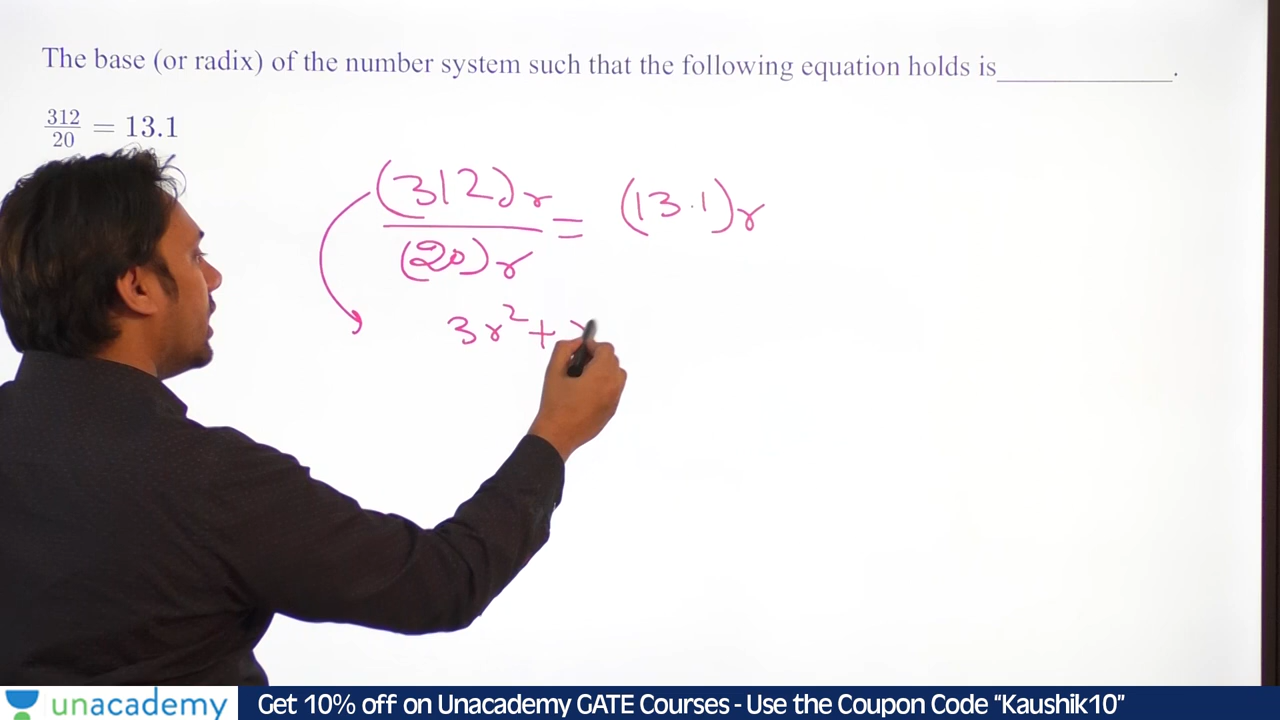 The base (or radix) of the number system such that the following equation holds is______________.
312/20 = 13.1
(312)r / (20)r = (13.1)r
3r² +
unacademy
Get 10% off on Unacademy GATE Courses - Use the Coupon Code “Kaushik10”